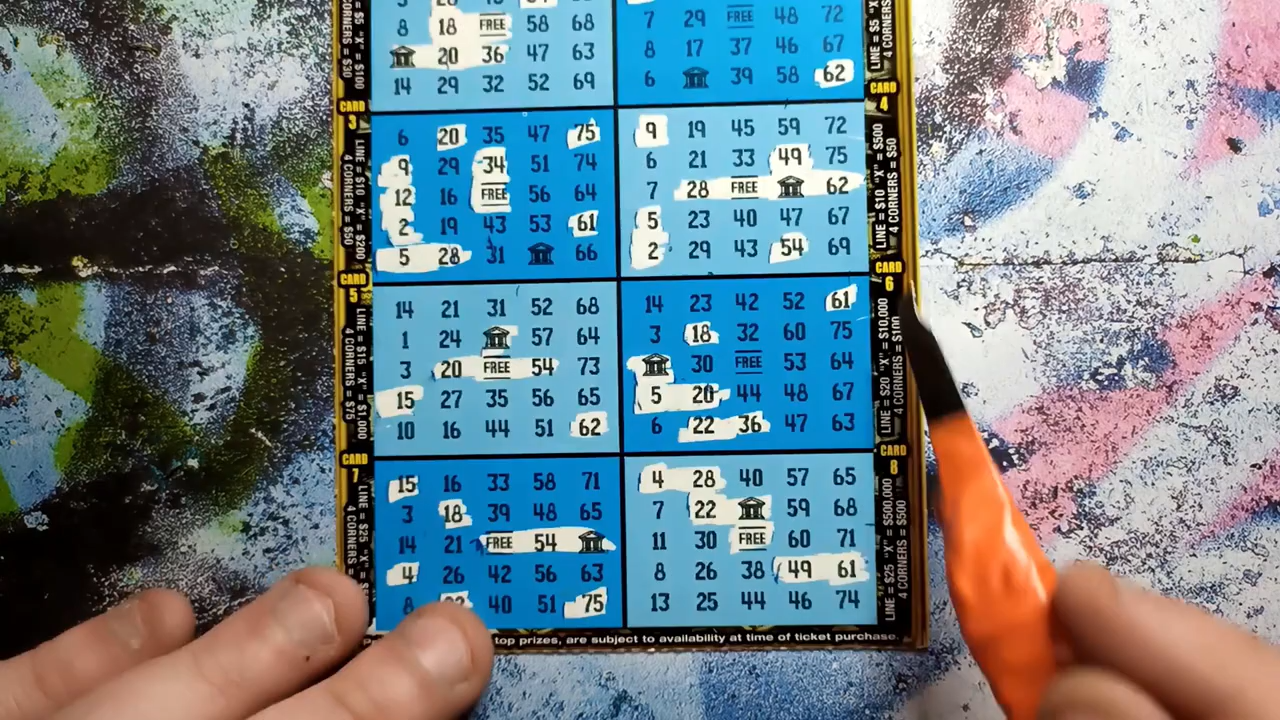 8 18 FREE 58 68
20 36 47 63
14 29 32 52 69
7 29 FREE 48 72
8 17 37 46 67
6 39 58 62
LINE = $5 "X" = $100
4 CORNERS = $30
LINE = $5
4 CORNERS
CARD 3
6 20 35 47 75
9 29 34 51 74
12 16 FREE 56 64
2 19 43 53 61
5 28 31 66
LINE = $10 "X" = $200
4 CORNERS = $50
CARD 4
9 19 45 59 72
6 21 33 49 75
7 28 FREE 62
5 23 40 47 67
2 29 43 54 69
LINE = $10 "X" = $500
4 CORNERS = $50
CARD 5
14 21 31 52 68
1 24 57 64
3 20 FREE 54 73
15 27 35 56 65
10 16 44 51 62
LINE = $15 "X" = $1,000
4 CORNERS = $75
CARD 6
14 23 42 52 61
3 18 32 60 75
30 FREE 53 64
5 20 44 48 67
6 22 36 47 63
LINE = $20 "X" = $10,000
4 CORNERS = $100
CARD 7
15 16 33 58 71
3 18 39 48 65
14 21 FREE 54
4 26 42 56 63
8 40 51 75
LINE = $25 "X"
4 CORNERS
CARD 8
4 28 40 57 65
7 22 59 68
11 30 FREE 60 71
8 26 38 49 61
13 25 44 46 74
LINE = $25 "X" = $500,000
4 CORNERS = $500
top prizes, are subject to availability at time of ticket purchase.